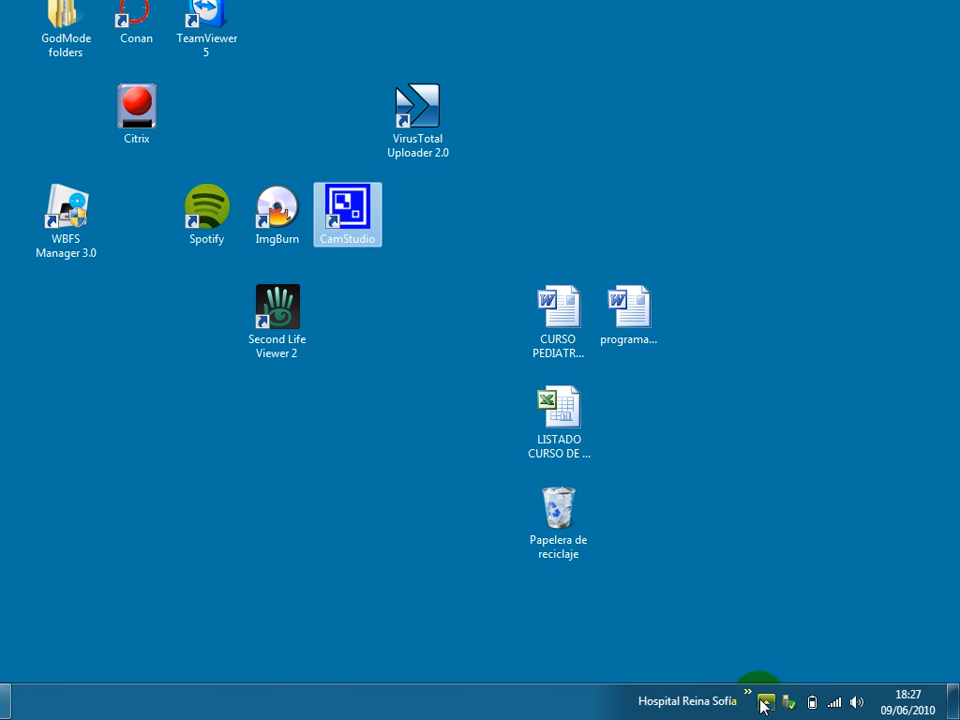 GodMode
folders
Conan
TeamViewer
5
Citrix
VirusTotal
Uploader 2.0
WBFS
Manager 3.0
Spotify
ImgBurn
CamStudio
Second Life
Viewer 2
CURSO
PEDIATR...
programa...
LISTADO
CURSO DE ...
Papelera de
reciclaje
Hospital Reina Sofía
»
18:27
09/06/2010